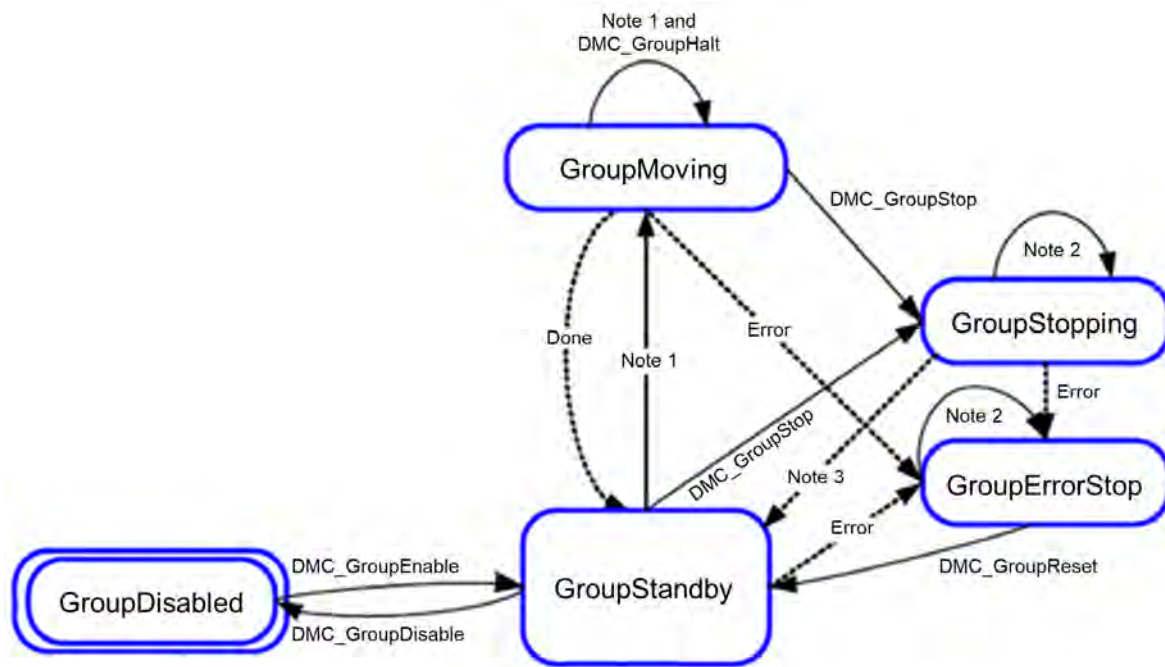 Note 1 and
DMC_GroupHalt
GroupMoving
DMC_GroupStop
Note 2
GroupStopping
Done
Error
Note 1
Error
Note 2
DMC_GroupStop
Note 3
GroupErrorStop
Error
DMC_GroupReset
DMC_GroupEnable
GroupStandby
GroupDisabled
DMC_GroupDisable